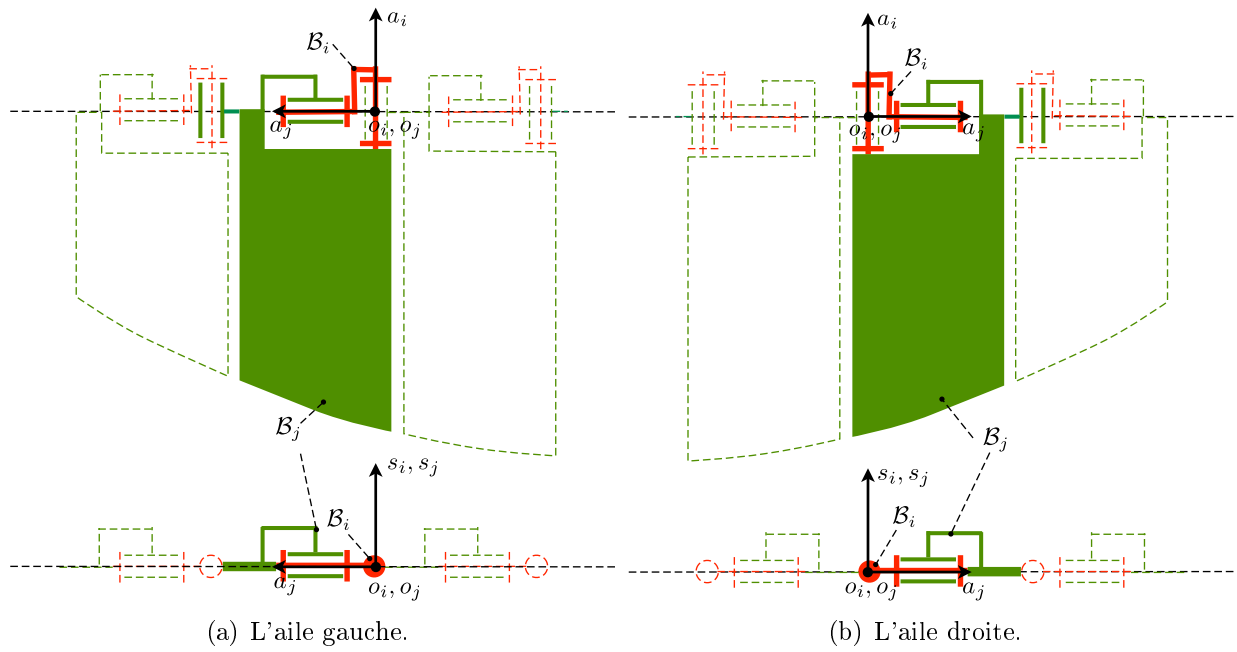 a_i
B_i
a_j
o_i, o_j
B_j
s_i, s_j
B_i
a_j
o_i, o_j
(a) L'aile gauche.
a_i
B_i
o_i, o_j
a_j
B_j
s_i, s_j
B_i
o_i, o_j
a_j
(b) L'aile droite.